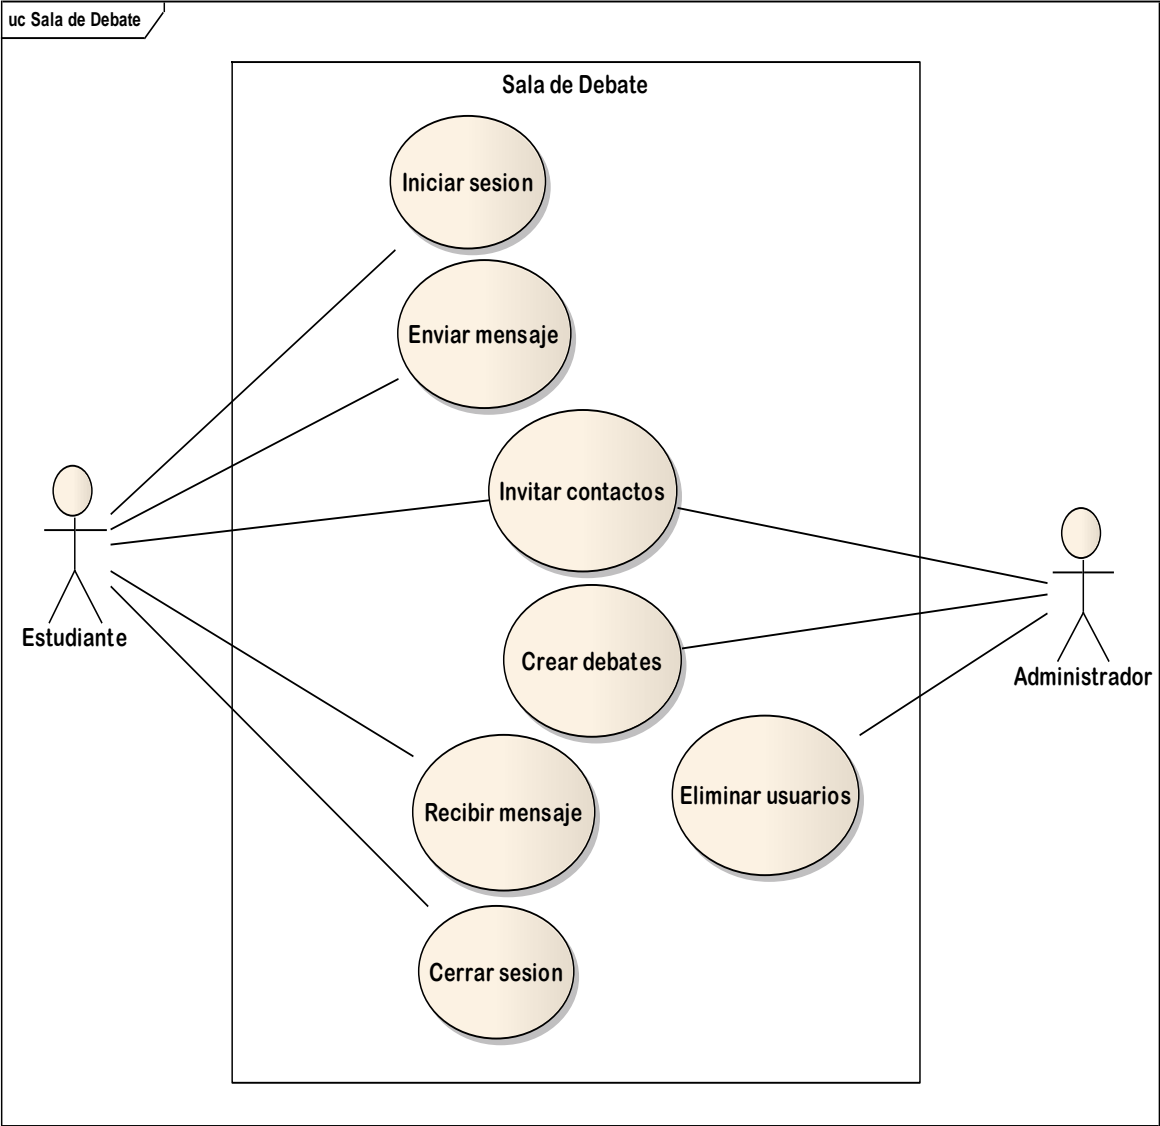 uc Sala de Debate
Sala de Debate
Iniciar sesion
Enviar mensaje
Invitar contactos
Estudiante
Crear debates
Administrador
Eliminar usuarios
Recibir mensaje
Cerrar sesion